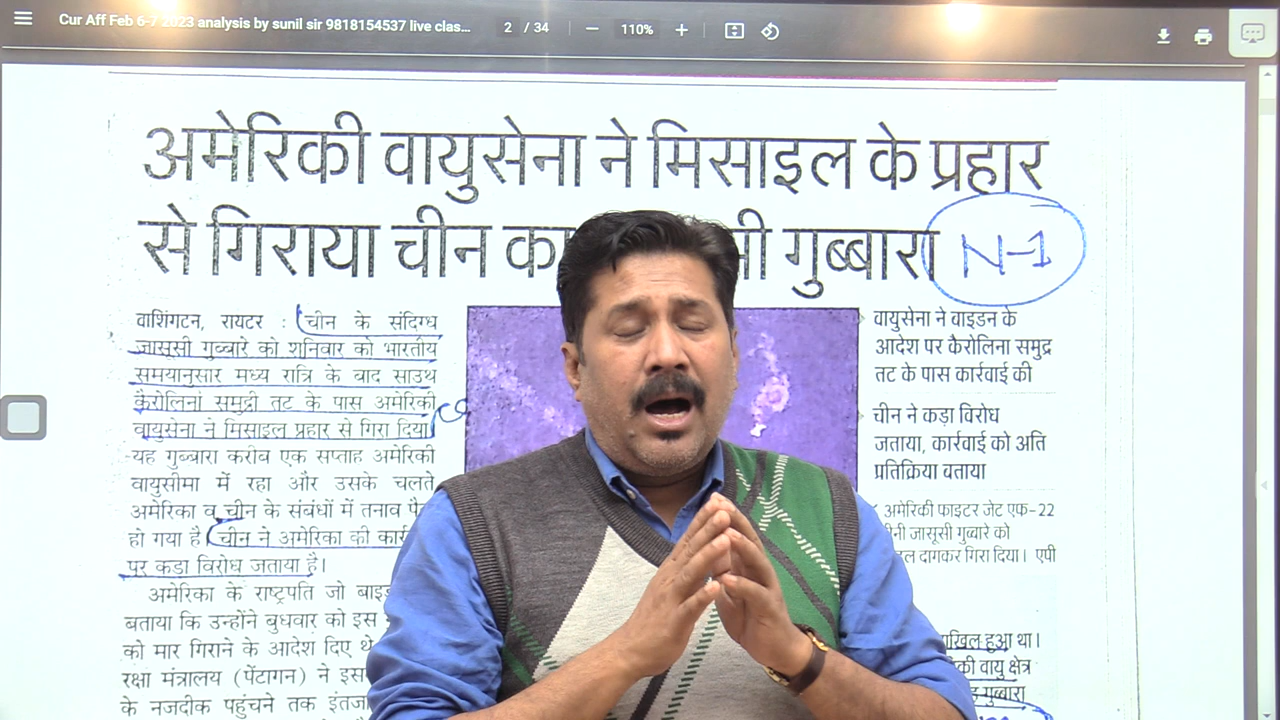 Cur Aff Feb 6-7 2023 analysis by sunil sir 9818154537 live clas...
2 / 34
110%
अमेरिकी वायुसेना ने मिसाइल के प्रहार
से गिराया चीन का सी गुब्बारा
N-1
वाशिंगटन, रायटर : चीन के संदिग्ध
जासूसी गुब्बारे को शनिवार को भारतीय
समयानुसार मध्य रात्रि के बाद साउथ
कैरोलिना समुद्री तट के पास अमेरिकी
वायुसेना ने मिसाइल प्रहार से गिरा दिया
यह गुब्बारा करीब एक सप्ताह अमेरिकी
वायुसीमा में रहा और उसके चलते
अमेरिका व चीन के संबंधों में तनाव
हो गया है चीन ने अमेरिका की
पर कड़ा विरोध जताया है।
अमेरिका के राष्ट्रपति जो
बताया कि उन्होंने बुधवार को इस
को मार गिराने के आदेश दिए थे
रक्षा मंत्रालय (पेंटागन) ने
के नजदीक पहुंचने तक
वायुसेना ने बाइडन के
आदेश पर कैरोलिना समुद्र
तट के पास कार्रवाई की
चीन ने कड़ा विरोध
जताया, कार्रवाई को अति
प्रतिक्रिया बताया
अमेरिकी फाइटर जेट एफ-22
जासूसी गुब्बारे को
दागकर गिरा दिया। एपी
हुआ था।
वायु क्षेत्र
गुब्बारा